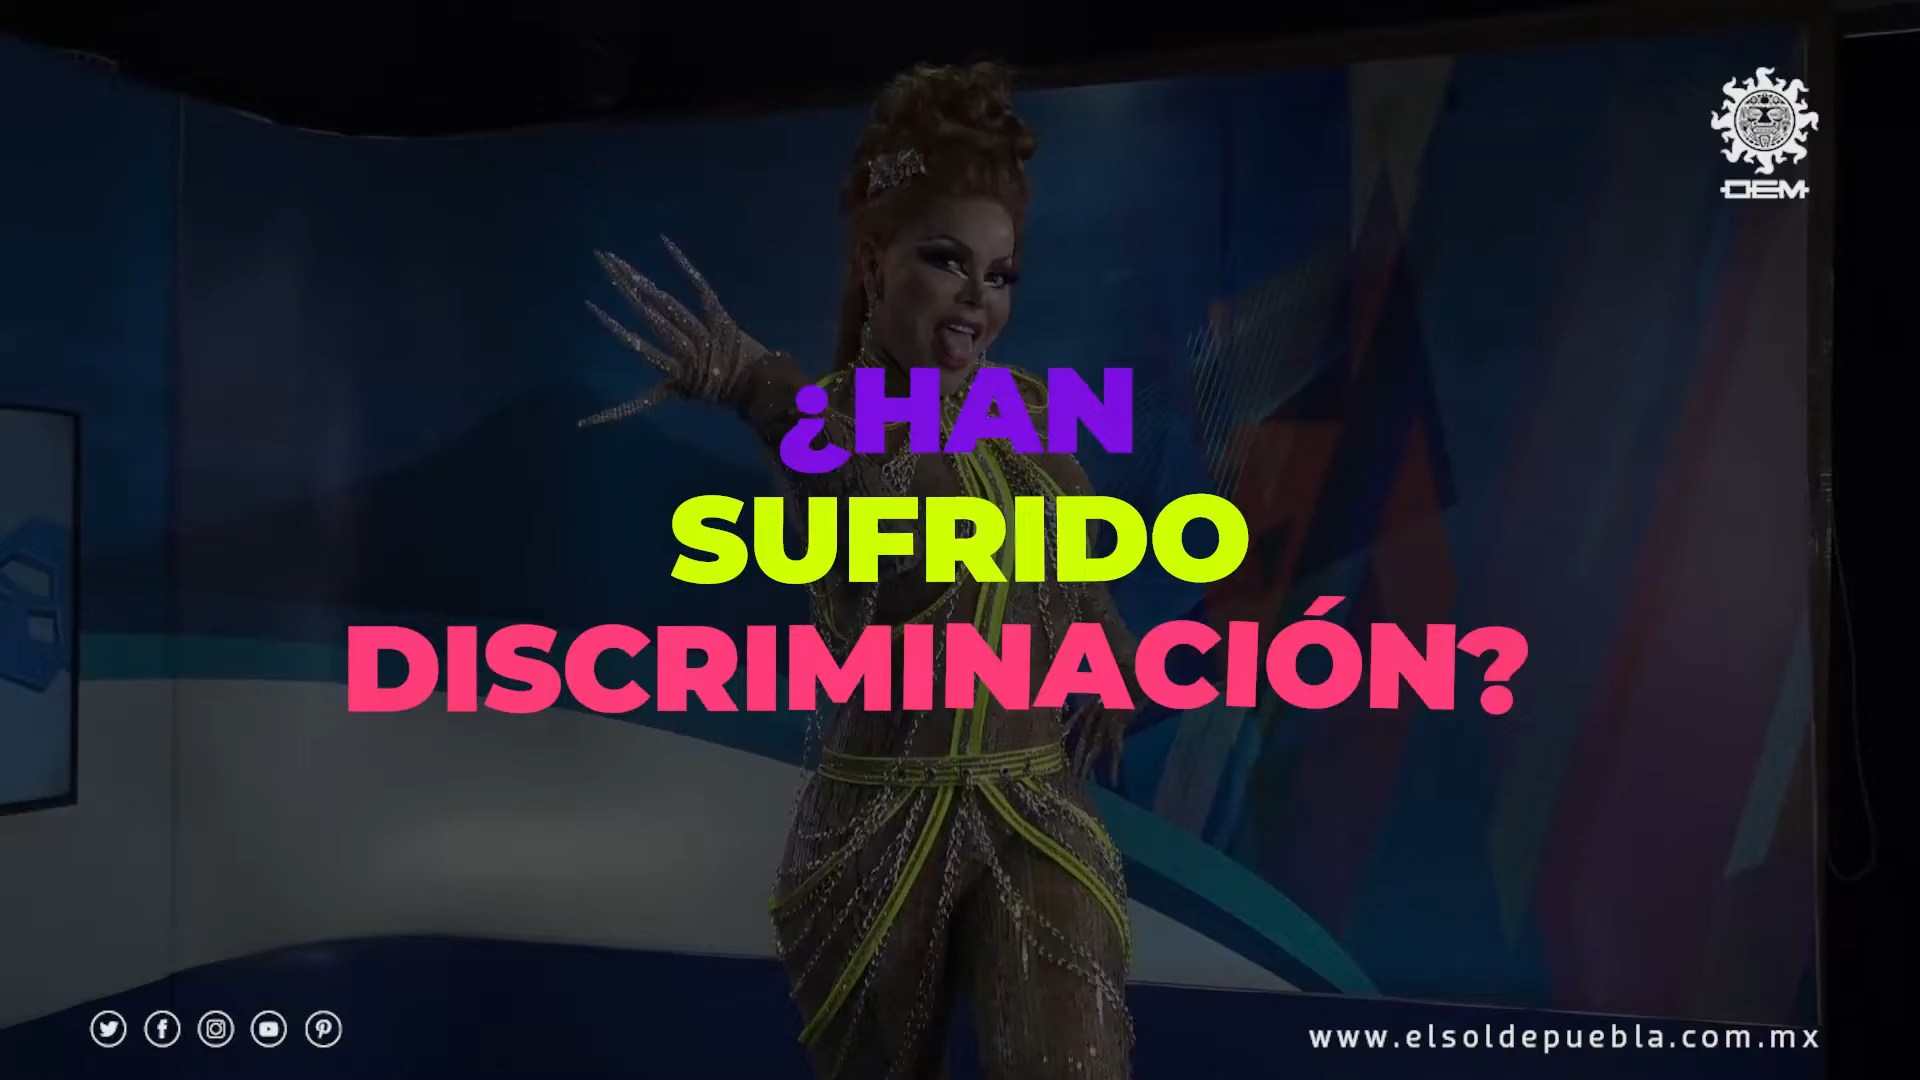 OEM
¿HAN
SUFRIDO
DISCRIMINACIÓN?
www.elsoldepuebla.com.mx